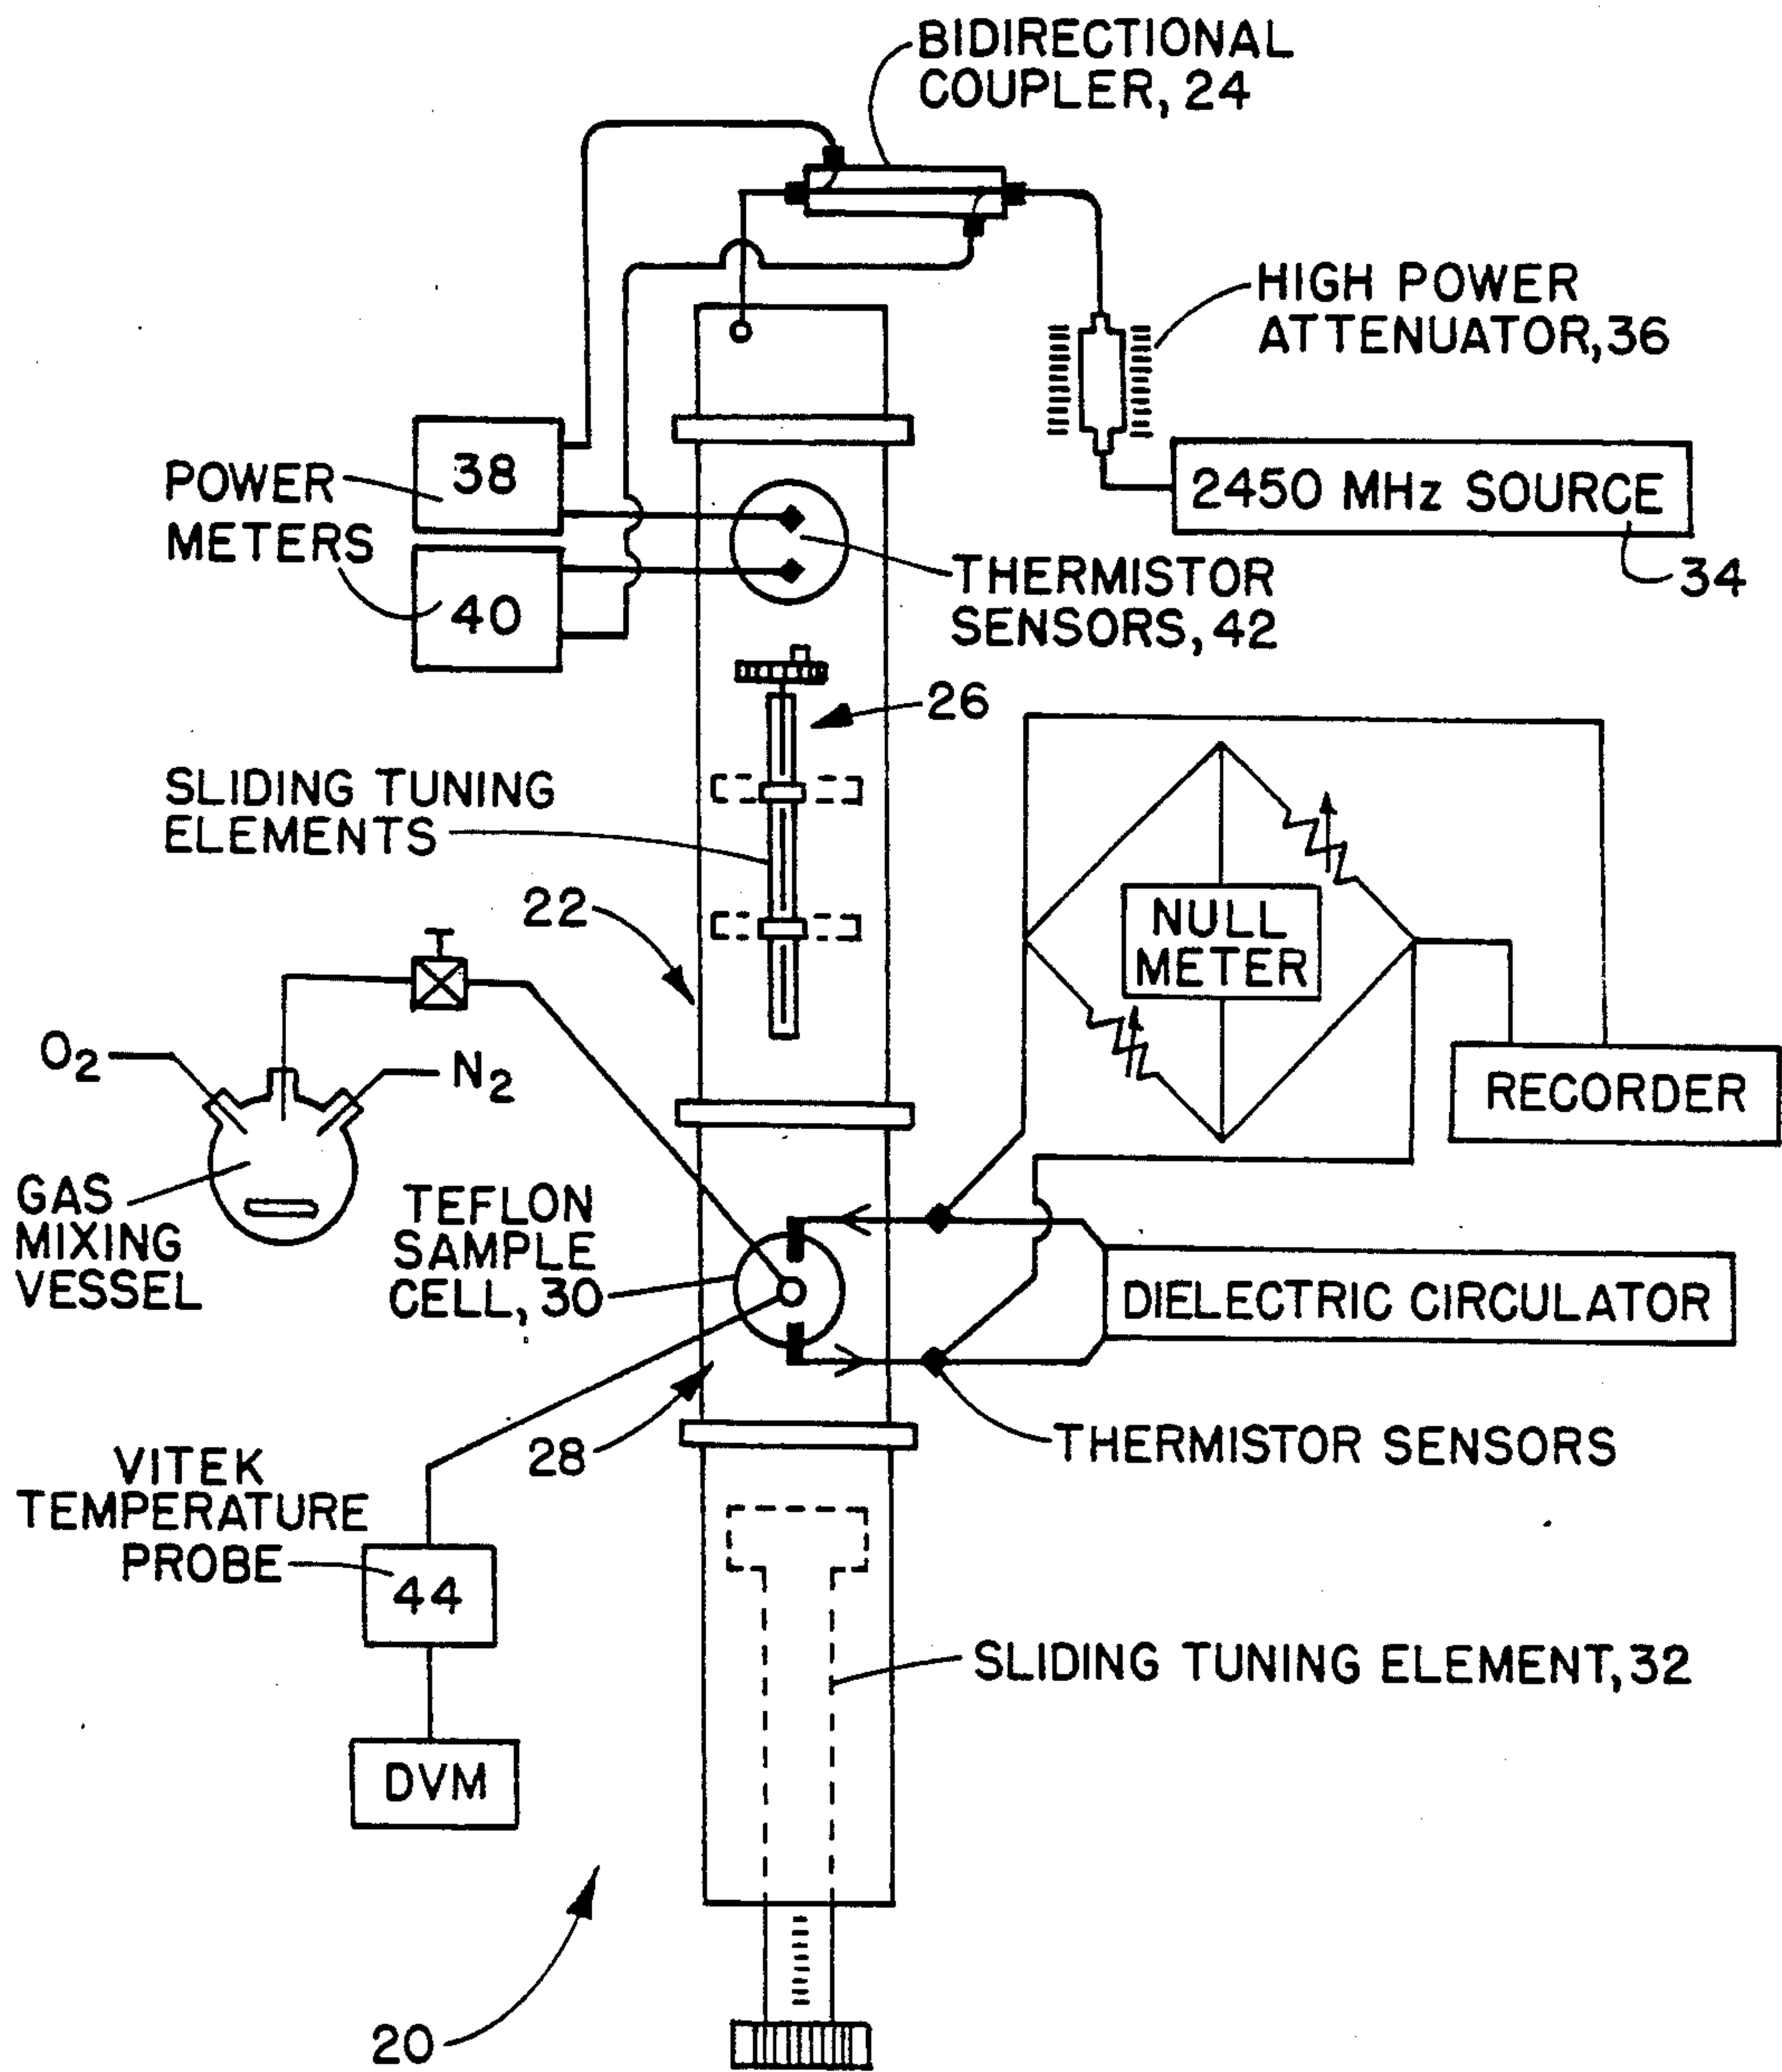 BIDIRECTIONAL
COUPLER, 24
HIGH POWER
ATTENUATOR, 36
38
POWER
METERS
40
2450 MHz SOURCE
34
THERMISTOR
SENSORS, 42
26
SLIDING TUNING
ELEMENTS
22
NULL
METER
O2
N2
RECORDER
GAS
MIXING
VESSEL
TEFLON
SAMPLE
CELL, 30
DIELECTRIC CIRCULATOR
28
THERMISTOR SENSORS
VITEK
TEMPERATURE
PROBE
44
SLIDING TUNING ELEMENT, 32
DVM
20